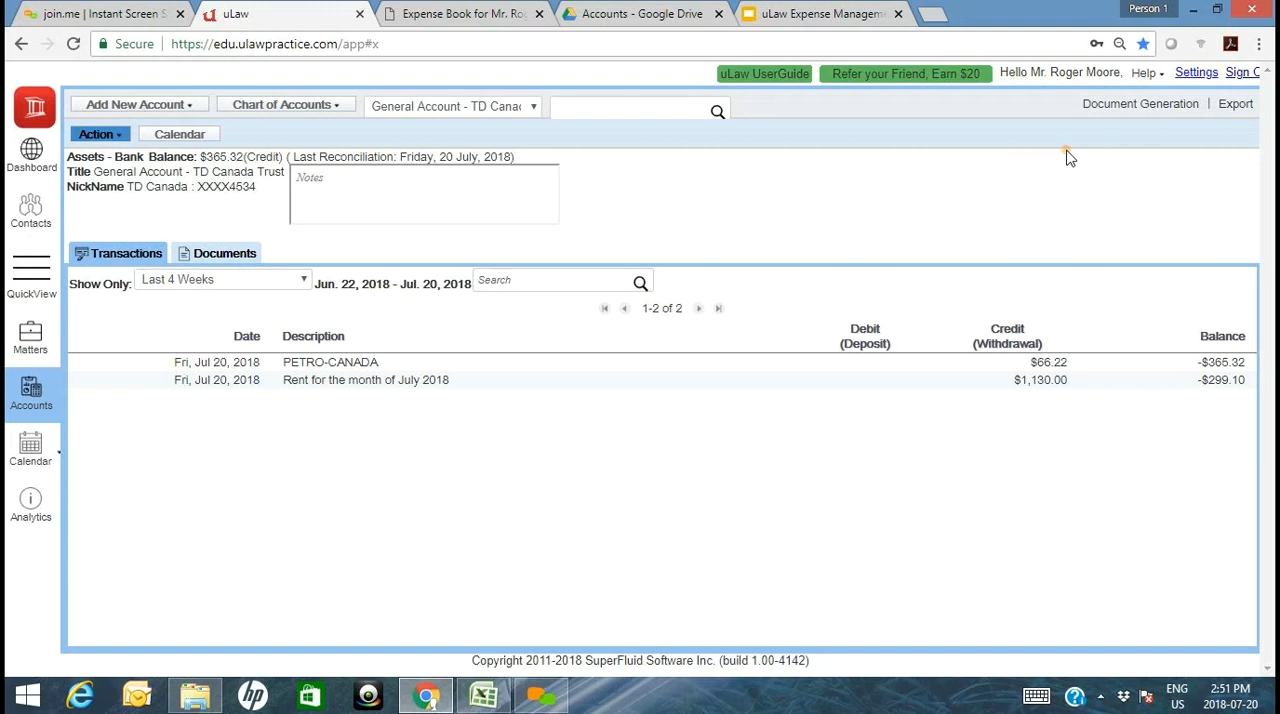 join.me | Instant Screen S
uLaw
Expense Book for Mr. Ro
Accounts - Google Drive
uLaw Expense Managem
Person 1
Secure
https://edu.ulawpractice.com/app#x
uLaw UserGuide
Refer your Friend, Earn $20
Hello Mr. Roger Moore,
Help
Settings
Sign O
Add New Account
Chart of Accounts
General Account - TD Cana
Document Generation | Export
Action
Calendar
Assets - Bank Balance: $365.32(Credit) ( Last Reconciliation: Friday, 20 July, 2018)
Title General Account - TD Canada Trust
NickName TD Canada : XXXX4534
Notes
Dashboard
Contacts
QuickView
Matters
Accounts
Calendar
Analytics
Transactions
Documents
Show Only:
Last 4 Weeks
Jun. 22, 2018 - Jul. 20, 2018
Search
1-2 of 2
Date
Description
Debit
(Deposit)
Credit
(Withdrawal)
Balance
Fri, Jul 20, 2018 PETRO-CANADA $66.22 -$365.32
Fri, Jul 20, 2018 Rent for the month of July 2018 $1,130.00 -$299.10
Copyright 2011-2018 SuperFluid Software Inc. (build 1.00-4142)
ENG
US
2:51 PM
2018-07-20